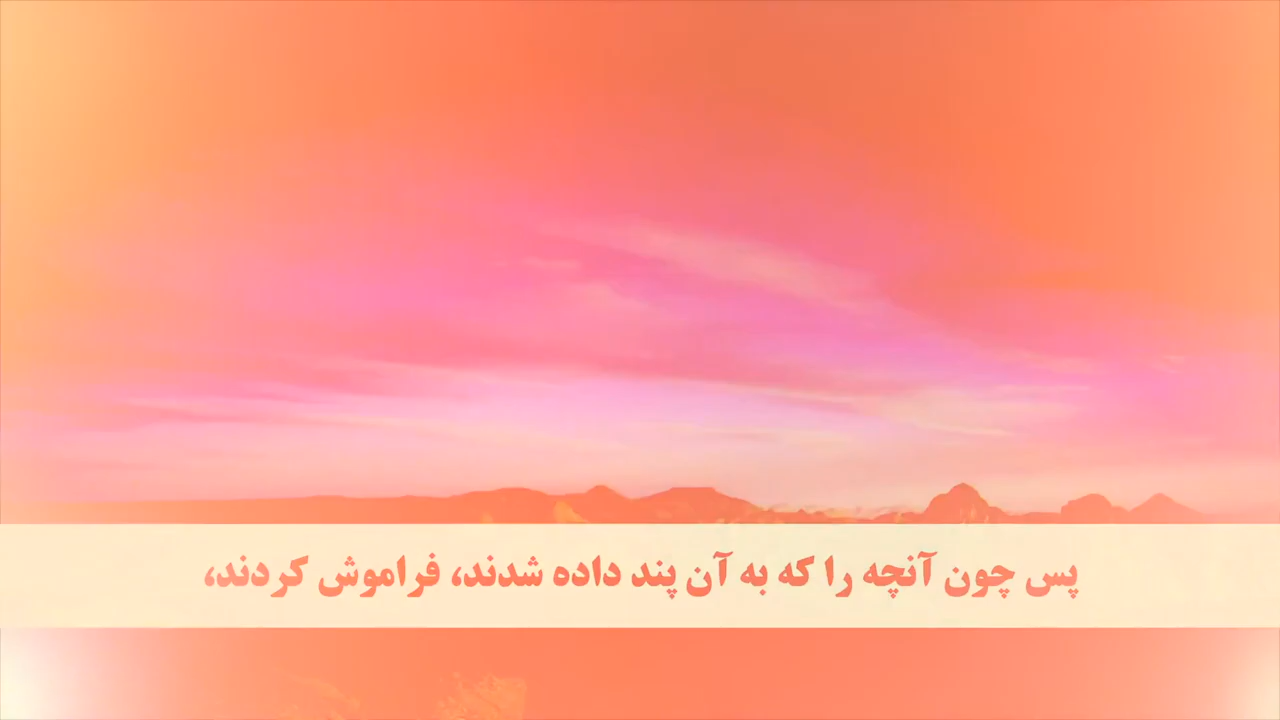 پس چون آنچه را که به آن پند داده شدند، فراموش کردند،